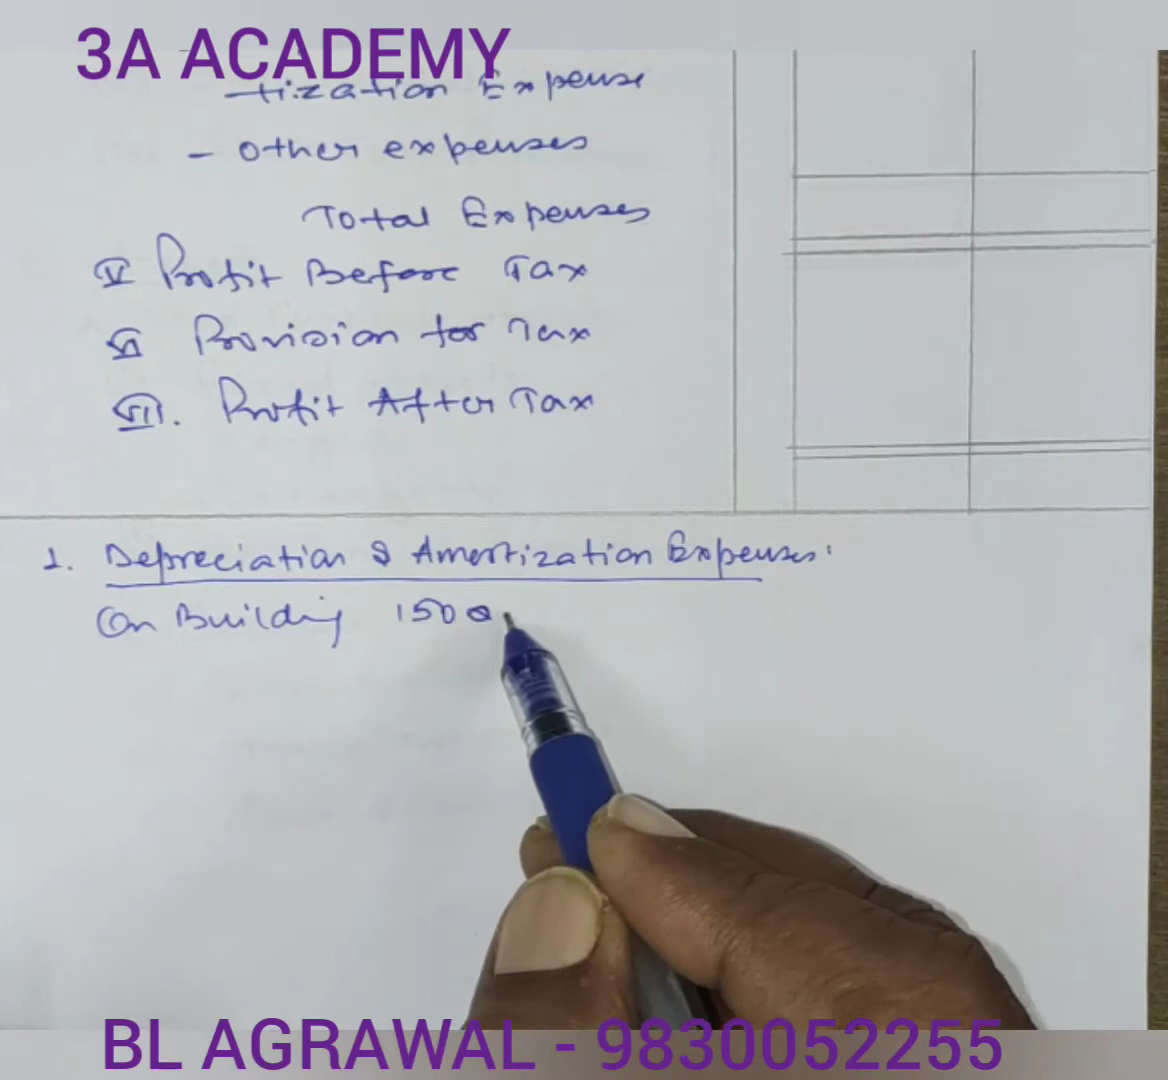 3A ACADEMY
-tization Expense
- Other expenses
Total Expenses
V Profit Before Tax
VI Provision for Tax
VII. Profit After Tax
1. Depreciation & Amortization Expenses:
On Building 1500
BL AGRAWAL - 9830052255